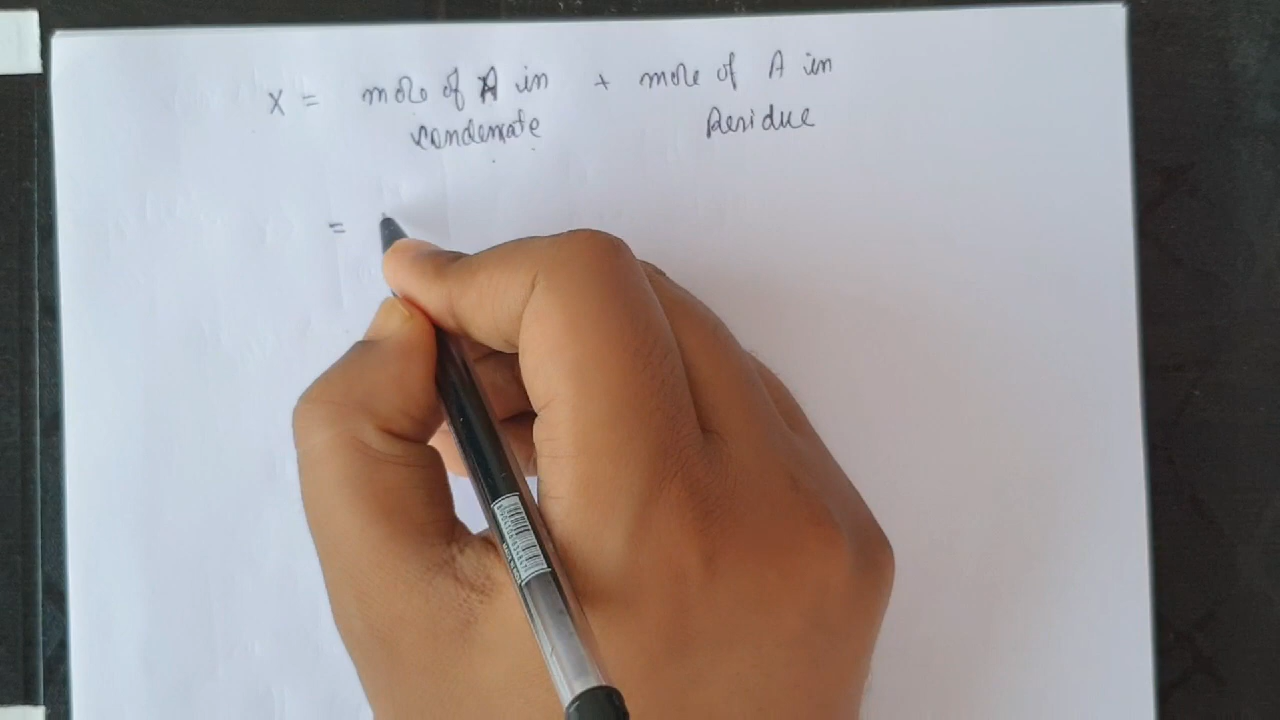 X = mole of A in + mole of A in
condensate Residue
=